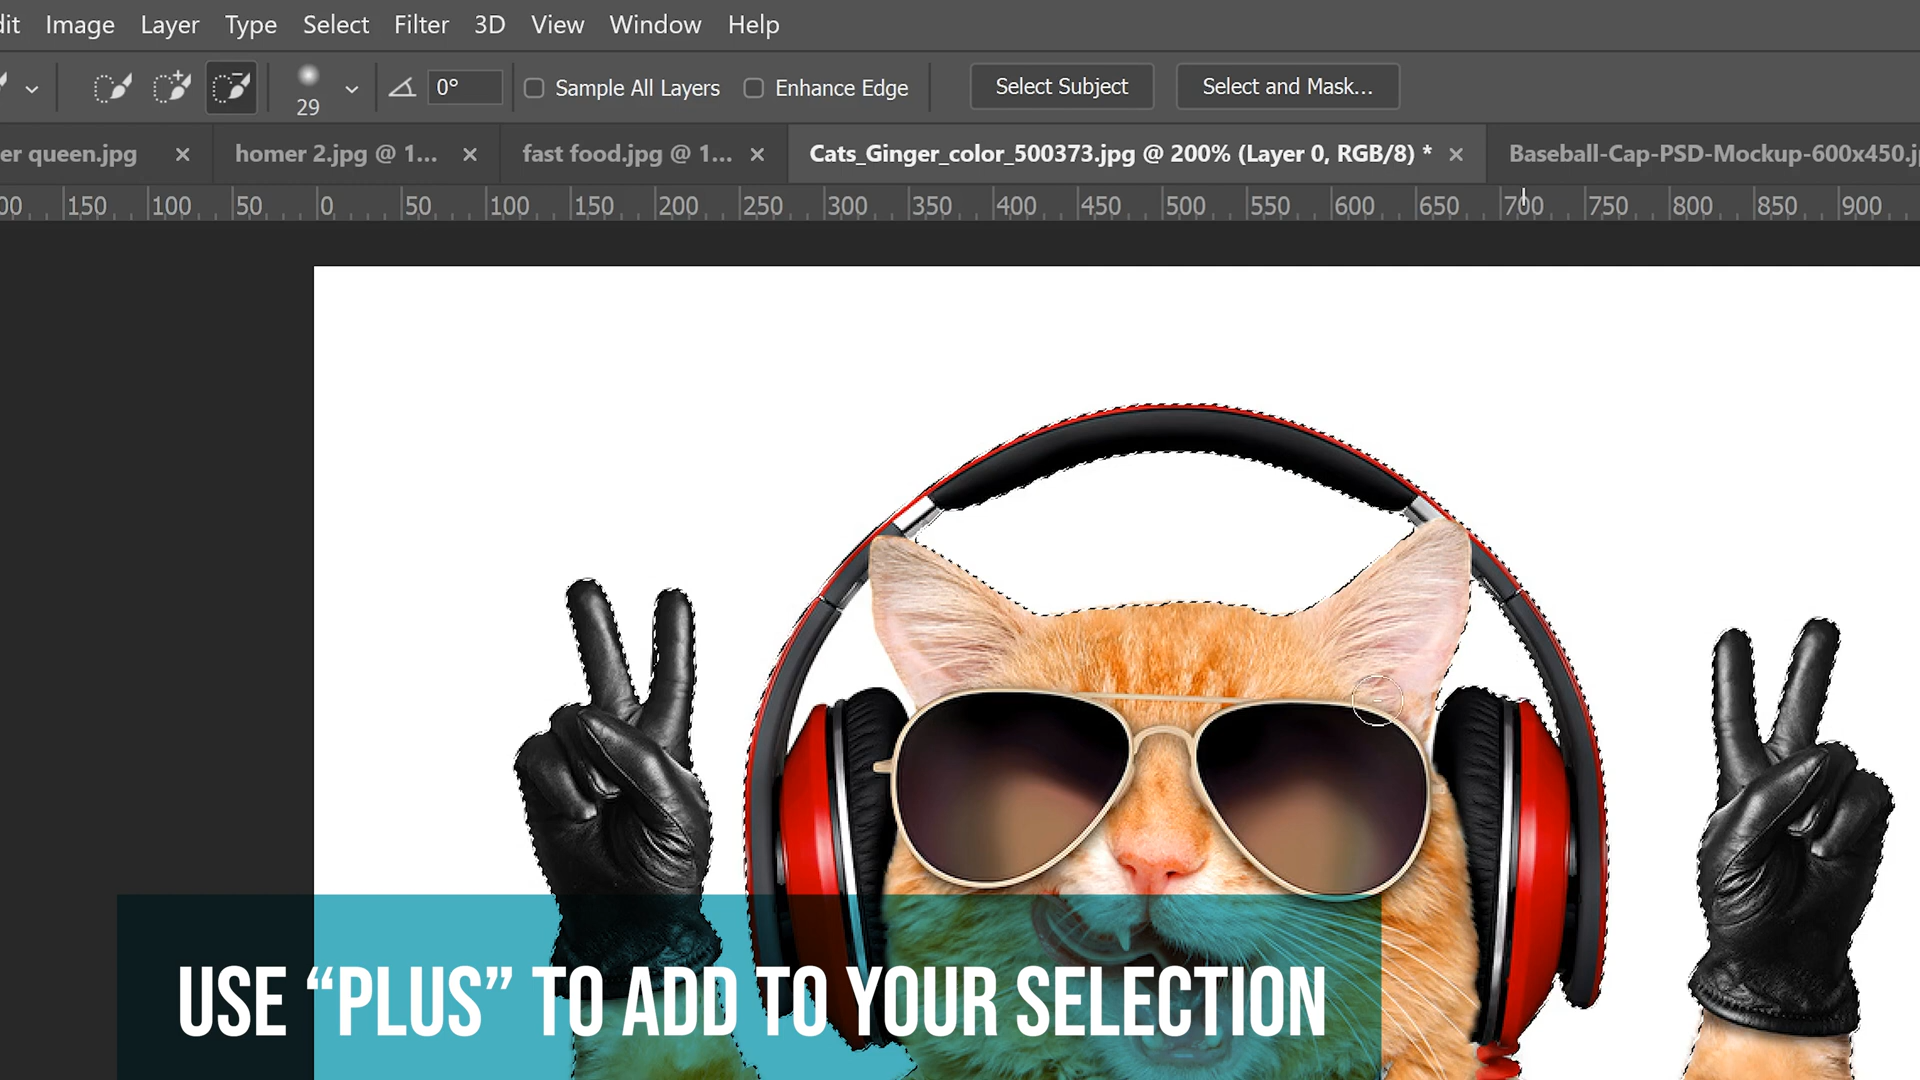 dit Image Layer Type Select Filter 3D View Window Help
29 0° Sample All Layers Enhance Edge Select Subject Select and Mask...
er queen.jpg × homer 2.jpg @ 1... × fast food.jpg @ 1... × Cats_Ginger_color_500373.jpg @ 200% (Layer 0, RGB/8) * × Baseball-Cap-PSD-Mockup-600x450.j
00 150 100 50 0 50 100 150 200 250 300 350 400 450 500 550 600 650 700 750 800 850 900
USE “PLUS” TO ADD TO YOUR SELECTION